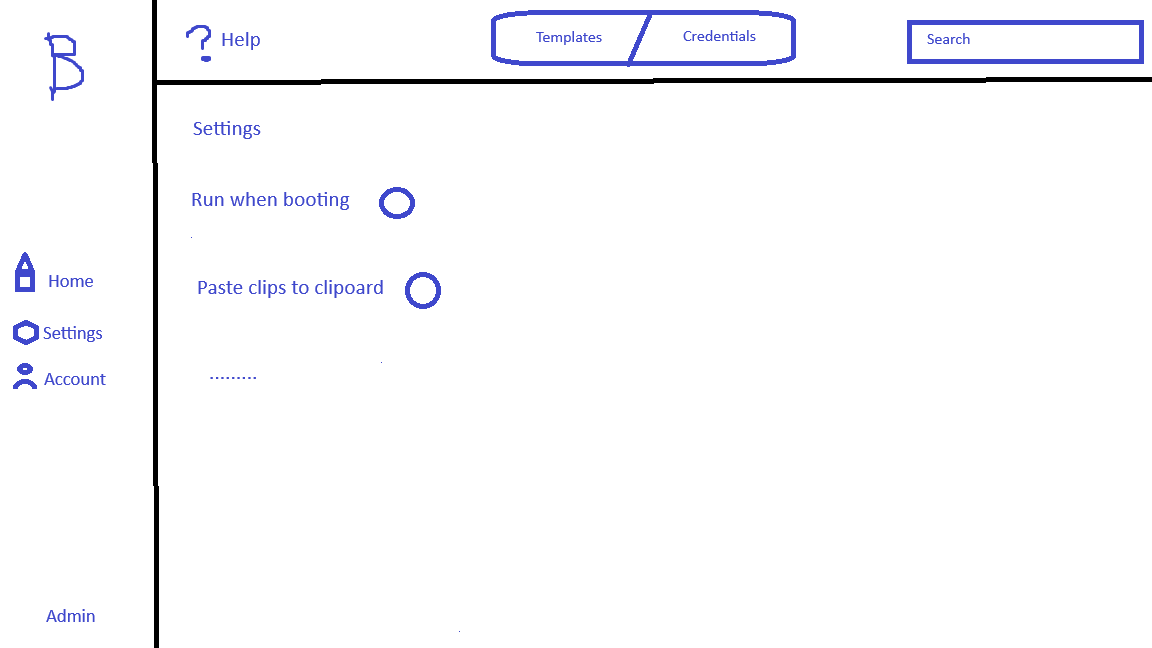 B
? Help
Templates / Credentials
Search
Settings
Run when booting
Paste clips to clipoard
.........
Home
Settings
Account
Admin